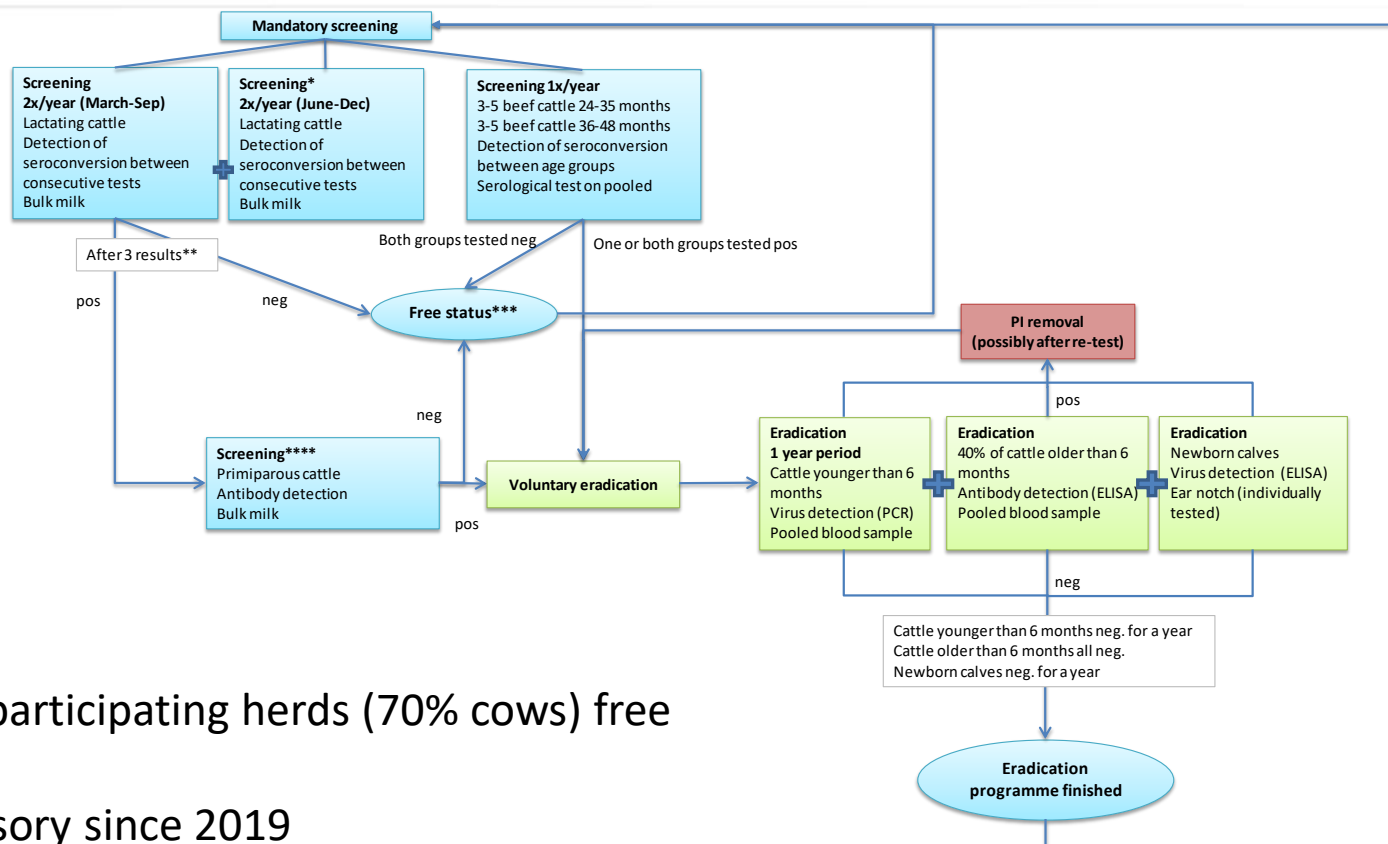 Mandatory screening
Screening
2x/year (March-Sep)
Lactating cattle
Detection of
seroconversion between
consecutive tests
Bulk milk
Screening*
2x/year (June-Dec)
Lactating cattle
Detection of
seroconversion between
consecutive tests
Bulk milk
Screening 1x/year
3-5 beef cattle 24-35 months
3-5 beef cattle 36-48 months
Detection of seroconversion
between age groups
Serological test on pooled
After 3 results**
Both groups tested neg
One or both groups tested pos
pos
neg
Free status***
PI removal
(possibly after re-test)
pos
neg
Screening****
Primiparous cattle
Antibody detection
Bulk milk
pos
Voluntary eradication
Eradication
1 year period
Cattle younger than 6
months
Virus detection (PCR)
Pooled blood sample
Eradication
40% of cattle older than 6
months
Antibody detection (ELISA)
Pooled blood sample
Eradication
Newborn calves
Virus detection (ELISA)
Ear notch (individually
tested)
neg
Cattle younger than 6 months neg. for a year
Cattle older than 6 months all neg.
Newborn calves neg. for a year
participating herds (70% cows) free
Eradication
programme finished
sory since 2019